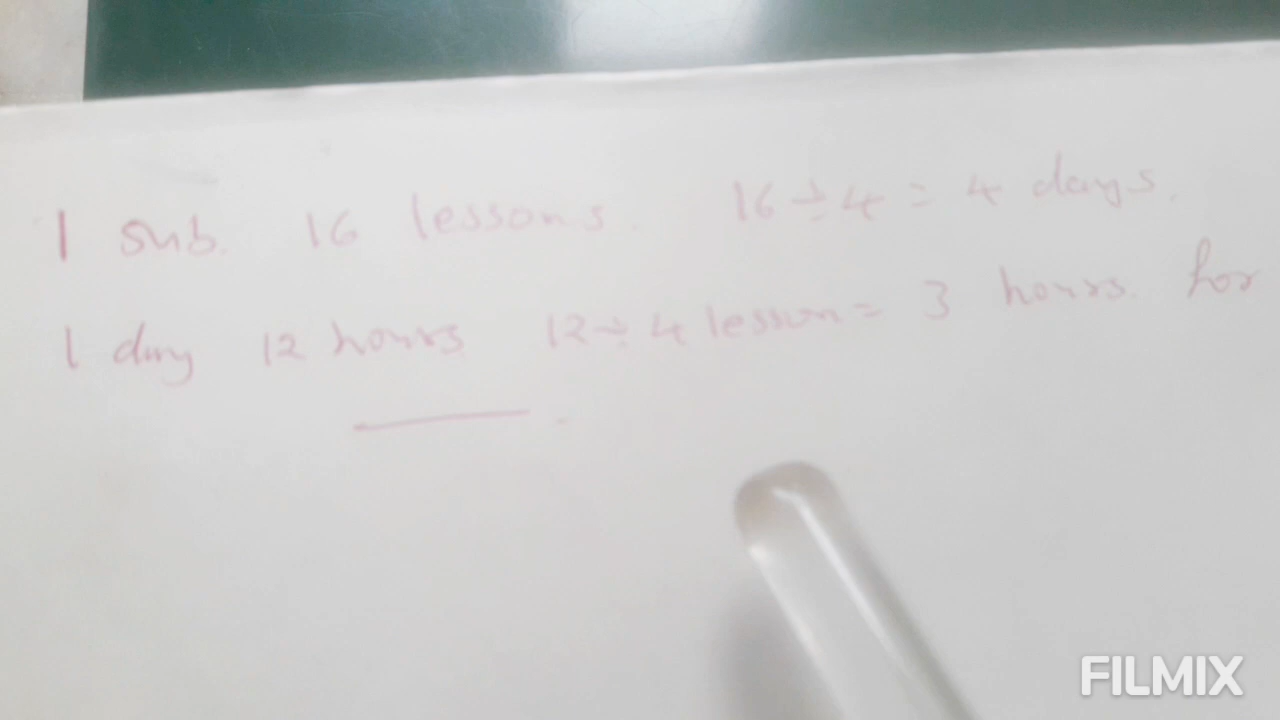 1 sub. 16 lessons. 16 ÷ 4 = 4 days.
1 day 12 hours 12 ÷ 4 lesson = 3 hours. for
FILMIX